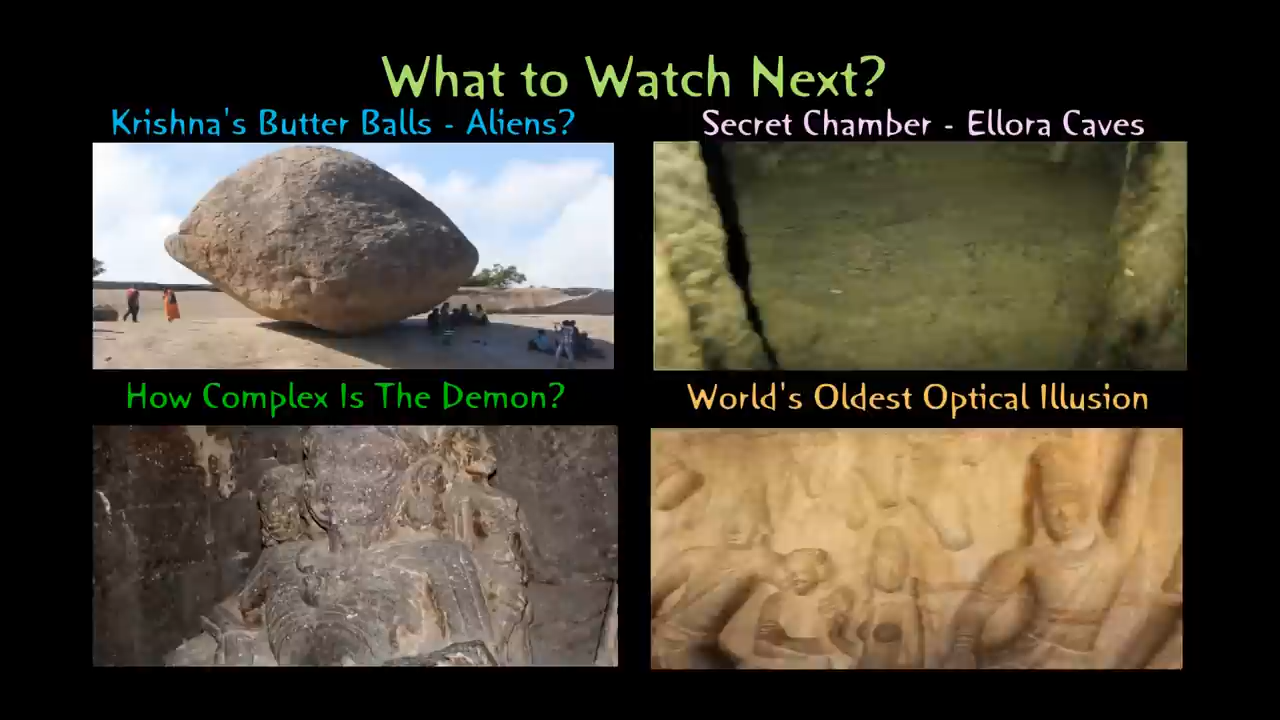 What to Watch Next?
Krishna's Butter Balls - Aliens?
Secret Chamber - Ellora Caves
How Complex Is The Demon?
World's Oldest Optical Illusion